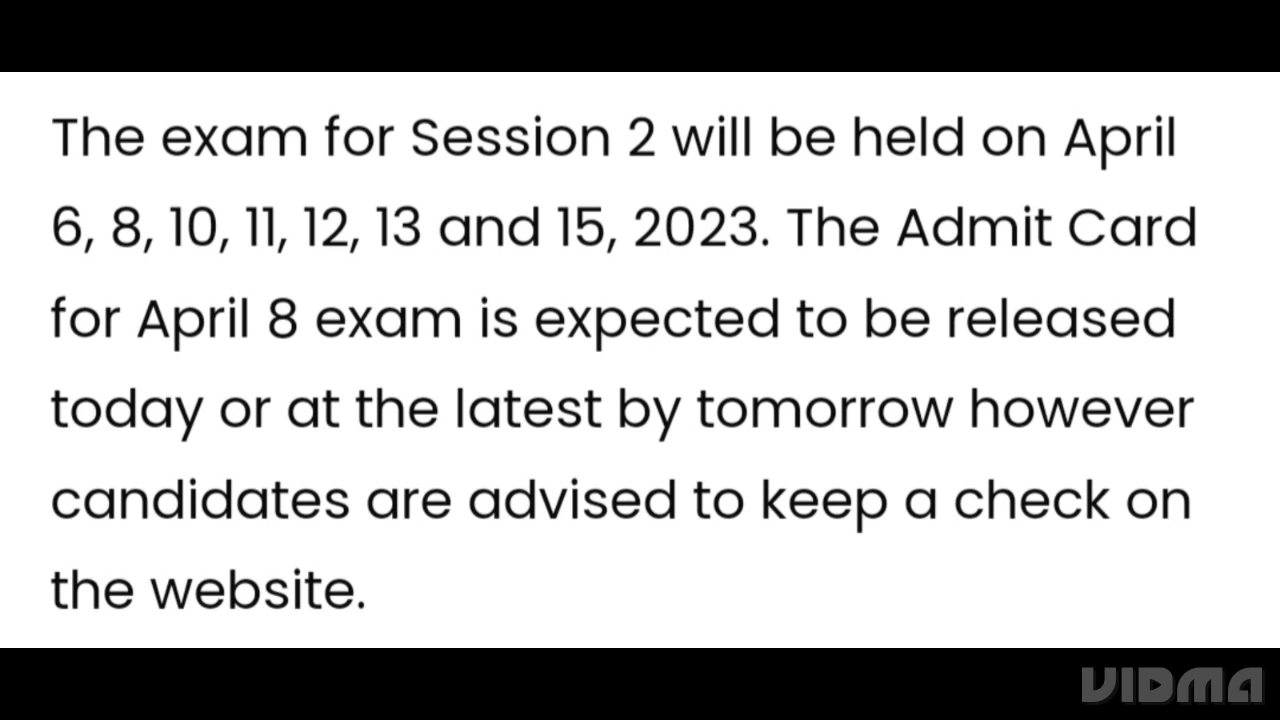 The exam for Session 2 will be held on April
6, 8, 10, 11, 12, 13 and 15, 2023. The Admit Card
for April 8 exam is expected to be released
today or at the latest by tomorrow however
candidates are advised to keep a check on
the website.
VIDMA